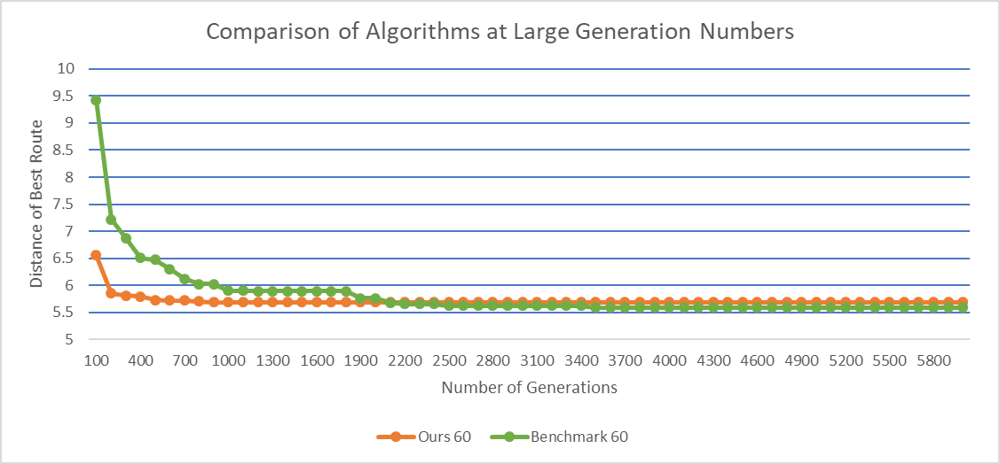 Comparison of Algorithms at Large Generation Numbers
10
9.5
9
8.5
8
7.5
7
6.5
6
5.5
5
Distance of Best Route
100 400 700 1000 1300 1600 1900 2200 2500 2800 3100 3400 3700 4000 4300 4600 4900 5200 5500 5800
Number of Generations
Ours 60 Benchmark 60